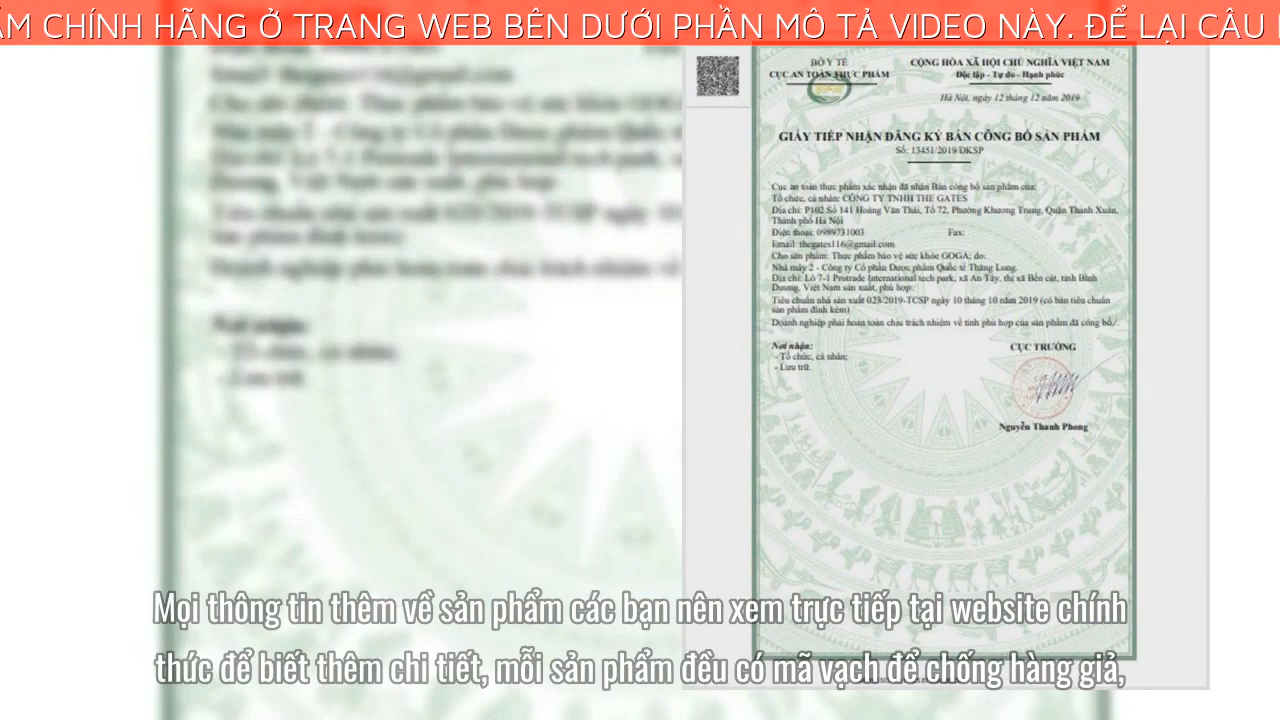 ẨM CHÍNH HÃNG Ở TRANG WEB BÊN DƯỚI PHẦN MÔ TẢ VIDEO NÀY. ĐỂ LẠI CÂU
BỘ Y TẾ
CỤC AN TOÀN THỰC PHẨM
CỘNG HÒA XÃ HỘI CHỦ NGHĨA VIỆT NAM
Độc lập - Tự do - Hạnh phúc
Hà Nội, ngày 12 tháng 12 năm 2019
GIẤY TIẾP NHẬN ĐĂNG KÝ BẢN CÔNG BỐ SẢN PHẨM
Số: 13451/2019/ĐKSP
Cục an toàn thực phẩm xác nhận đã nhận Bản công bố sản phẩm của:
Tổ chức, cá nhân: CÔNG TY TNHH THE GATES
Địa chỉ: P102 Số 141 Hoàng Văn Thái, Tổ 72, Phường Khương Trung, Quận Thanh Xuân,
Thành phố Hà Nội
Điện thoại: 0989731003 Fax:
Email: thegates116@gmail.com
Cho sản phẩm: Thực phẩm bảo vệ sức khỏe GOGA; do:
Nhà máy 2 - Công ty Cổ phần Dược phẩm Quốc tế Thăng Long.
Địa chỉ: Lô 7-1 Protrade International tech park, xã An Tây, thị xã Bến cát, tỉnh Bình
Dương, Việt Nam sản xuất, phù hợp:
Tiêu chuẩn nhà sản xuất 023/2019-TCSP ngày 10 tháng 10 năm 2019 (có bản tiêu chuẩn
sản phẩm đính kèm)
Doanh nghiệp phải hoàn toàn chịu trách nhiệm về tính phù hợp của sản phẩm đã công bố./.
Nơi nhận:
- Tổ chức, cá nhân;
- Lưu trữ.
CỤC TRƯỞNG
Nguyễn Thanh Phong
Mọi thông tin thêm về sản phẩm các bạn nên xem trực tiếp tại website chính
thức để biết thêm chi tiết, mỗi sản phẩm đều có mã vạch để chống hàng giả,